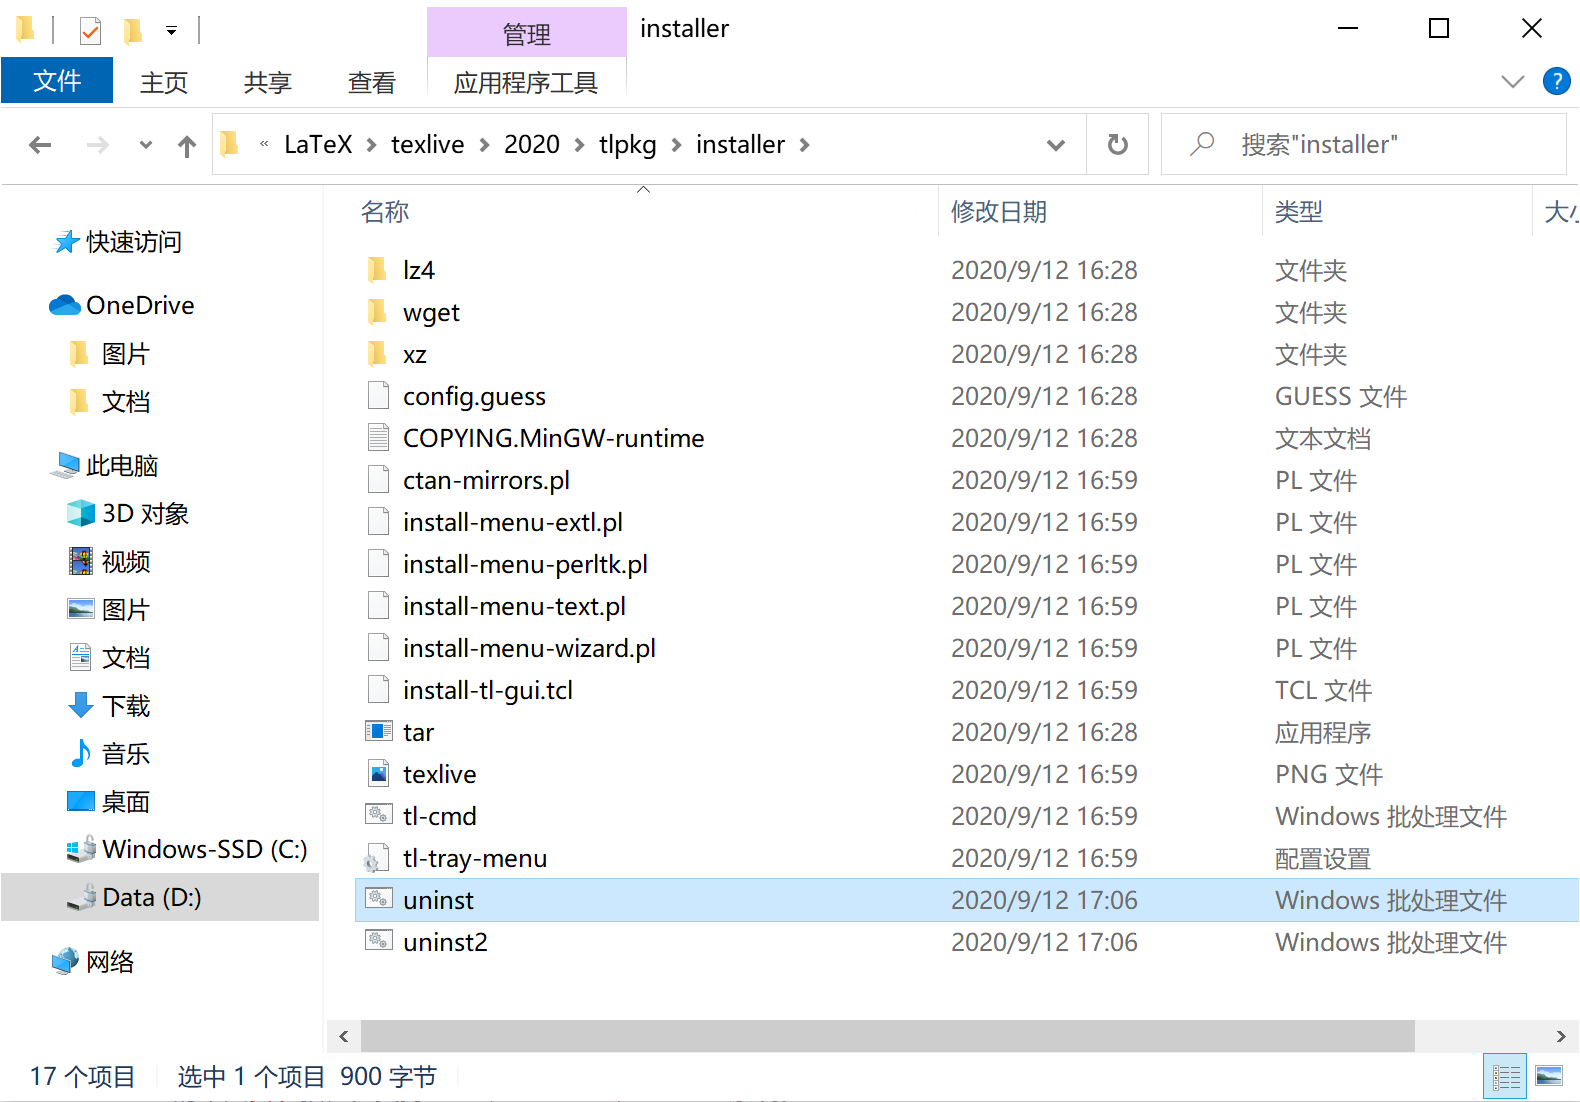 管理
installer
文件 主页 共享 查看 应用程序工具
?
« LaTeX > texlive > 2020 > tlpkg > installer >
搜索"installer"
名称 修改日期 类型
快速访问
OneDrive
图片
文档
此电脑
3D 对象
视频
图片
文档
下载
音乐
桌面
Windows-SSD (C:)
Data (D:)
网络
lz4 2020/9/12 16:28 文件夹
wget 2020/9/12 16:28 文件夹
xz 2020/9/12 16:28 文件夹
config.guess 2020/9/12 16:28 GUESS 文件
COPYING.MinGW-runtime 2020/9/12 16:28 文本文档
ctan-mirrors.pl 2020/9/12 16:59 PL 文件
install-menu-extl.pl 2020/9/12 16:59 PL 文件
install-menu-perltk.pl 2020/9/12 16:59 PL 文件
install-menu-text.pl 2020/9/12 16:59 PL 文件
install-menu-wizard.pl 2020/9/12 16:59 PL 文件
install-tl-gui.tcl 2020/9/12 16:59 TCL 文件
tar 2020/9/12 16:28 应用程序
texlive 2020/9/12 16:59 PNG 文件
tl-cmd 2020/9/12 16:59 Windows 批处理文件
tl-tray-menu 2020/9/12 16:59 配置设置
uninst 2020/9/12 17:06 Windows 批处理文件
uninst2 2020/9/12 17:06 Windows 批处理文件
17 个项目 选中 1 个项目 900 字节